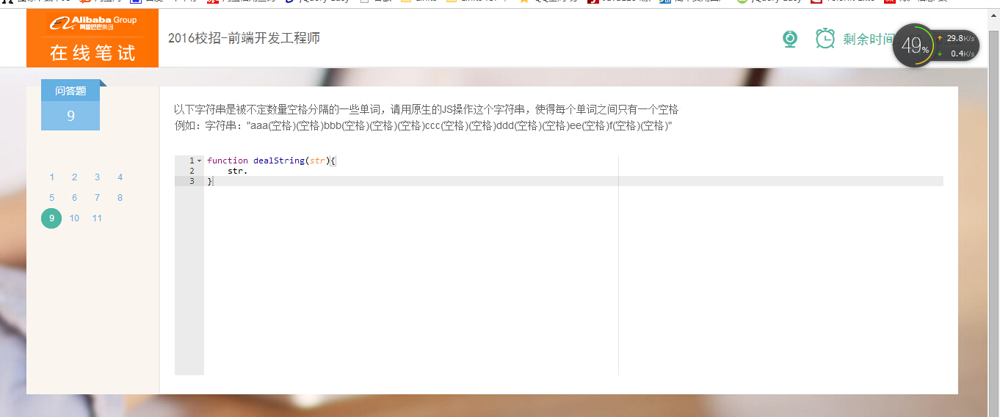 Alibaba Group
阿里巴巴集团
在线笔试
2016校招-前端开发工程师
剩余时间
49%
29.8K/s
0.4K/s
问答题
9
以下字符串是被不定数量空格分隔的一些单词，请用原生的JS操作这个字符串，使得每个单词之间只有一个空格
例如：字符串："aaa(空格)(空格)bbb(空格)(空格)(空格)ccc(空格)(空格)ddd(空格)(空格)ee(空格)f(空格)(空格)"
1 2 3 4
5 6 7 8
9 10 11
1 function dealString(str){
2 str.
3 }